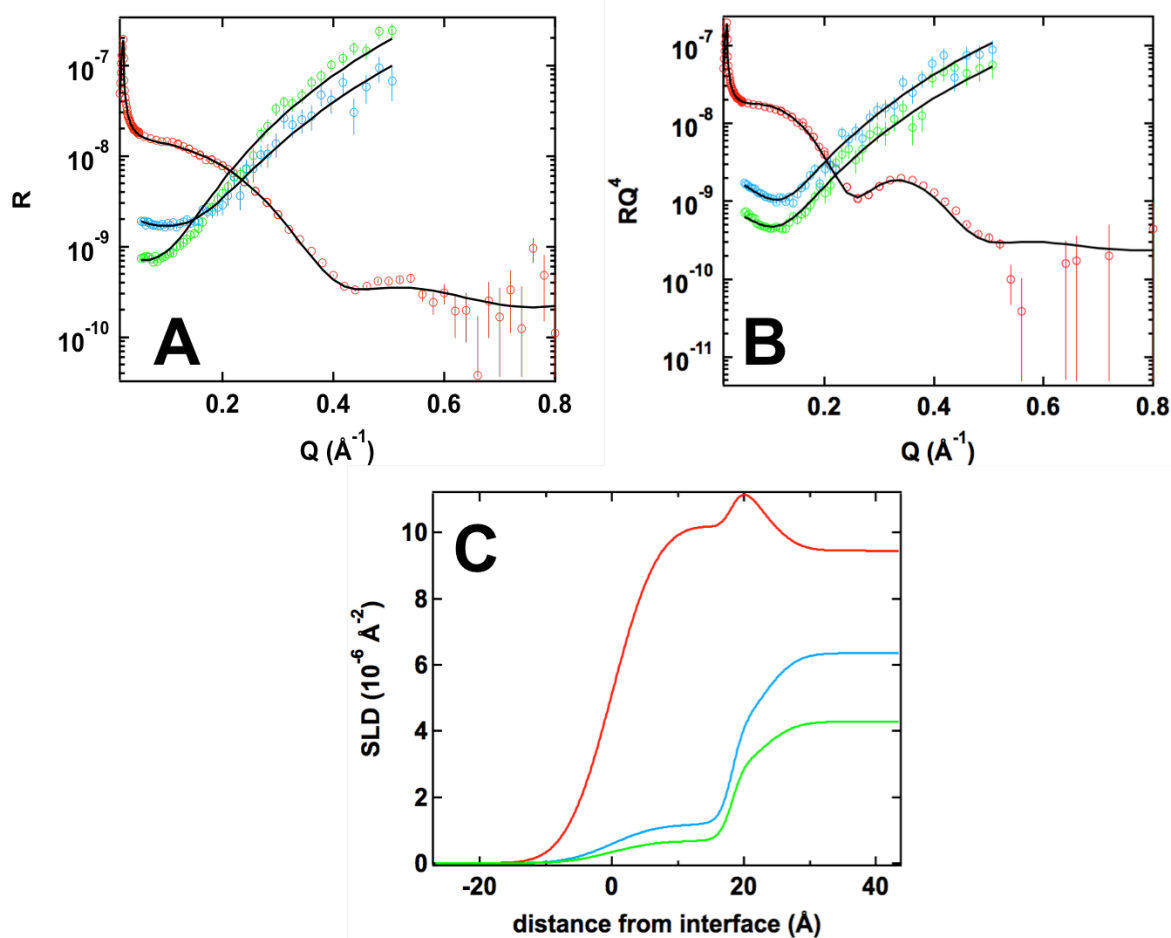 A
R
10⁻⁷
10⁻⁸
10⁻⁹
10⁻¹⁰
0.2 0.4 0.6 0.8
Q (Å⁻¹)
B
RQ⁴
10⁻⁷
10⁻⁸
10⁻⁹
10⁻¹⁰
10⁻¹¹
0.2 0.4 0.6 0.8
Q (Å⁻¹)
C
SLD (10⁻⁶ Å⁻²)
10
8
6
4
2
0
-20 0 20 40
distance from interface (Å)